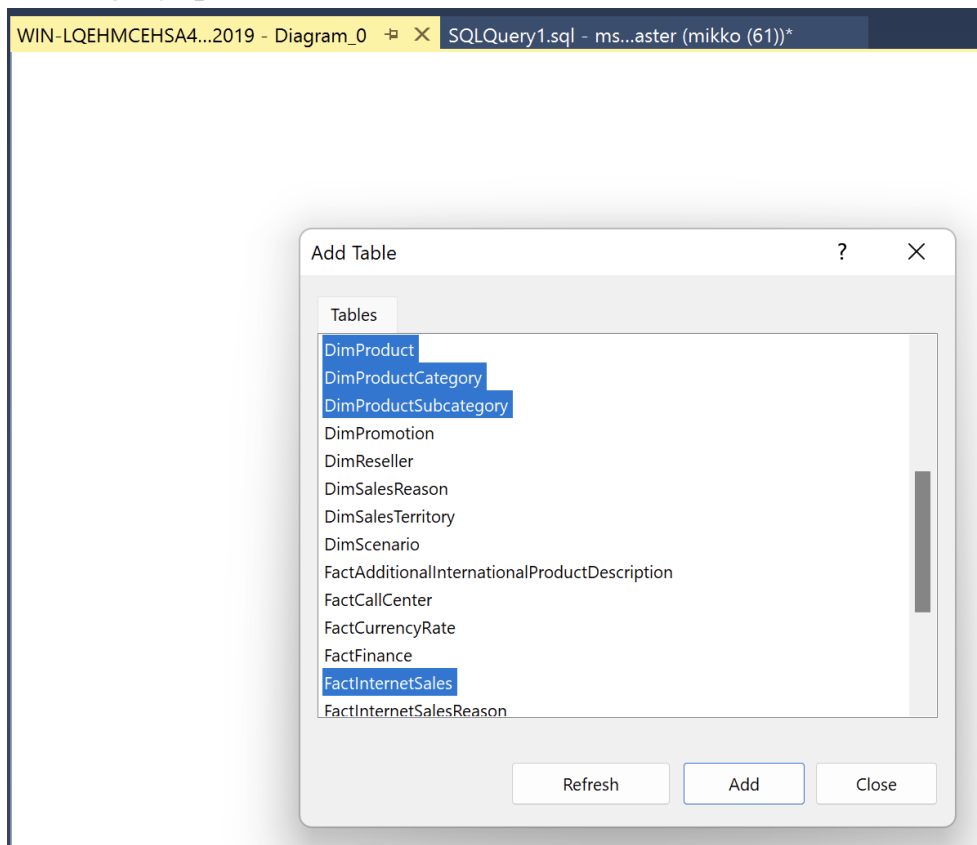 WIN-LQEHMCEHSA4...2019 - Diagram_0 SQLQuery1.sql - ms...aster (mikko (61))*
Add Table ?
Tables
DimProduct
DimProductCategory
DimProductSubcategory
DimPromotion
DimReseller
DimSalesReason
DimSalesTerritory
DimScenario
FactAdditionalInternationalProductDescription
FactCallCenter
FactCurrencyRate
FactFinance
FactInternetSales
FactInternetSalesReason
Refresh Add Close